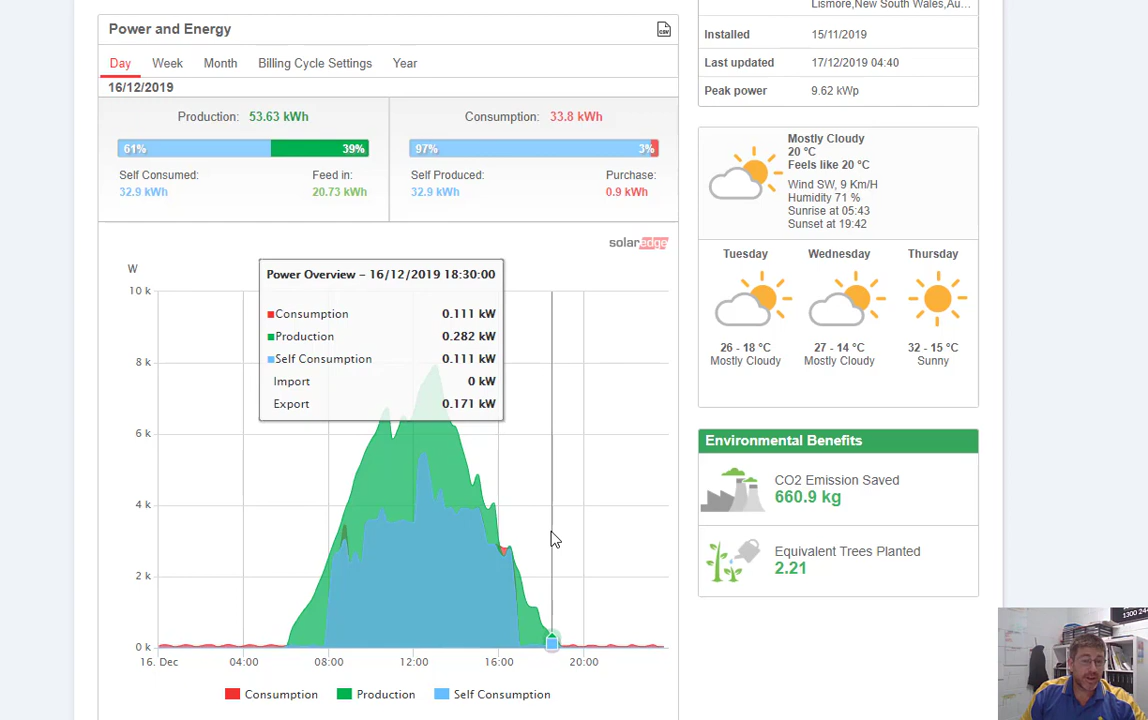 Lismore,New South Wales,Au...
Power and Energy
CSV
Installed 15/11/2019
Day Week Month Billing Cycle Settings Year
Last updated 17/12/2019 04:40
16/12/2019
Peak power 9.62 kWp
Production: 53.63 kWh
Consumption: 33.8 kWh
61% 39%
97% 3%
Self Consumed: Feed in:
32.9 kWh 20.73 kWh
Self Produced: Purchase:
32.9 kWh 0.9 kWh
Mostly Cloudy
20 °C
Feels like 20 °C
Wind SW, 9 Km/H
Humidity 71 %
Sunrise at 05:43
Sunset at 19:42
solaredge
Tuesday Wednesday Thursday
26 - 18 °C 27 - 14 °C 32 - 15 °C
Mostly Cloudy Mostly Cloudy Sunny
W
10 k
8 k
6 k
4 k
2 k
0 k
Power Overview – 16/12/2019 18:30:00
Consumption 0.111 kW
Production 0.282 kW
Self Consumption 0.111 kW
Import 0 kW
Export 0.171 kW
16. Dec 04:00 08:00 12:00 16:00 20:00
Consumption Production Self Consumption
Environmental Benefits
CO2 Emission Saved
660.9 kg
Equivalent Trees Planted
2.21